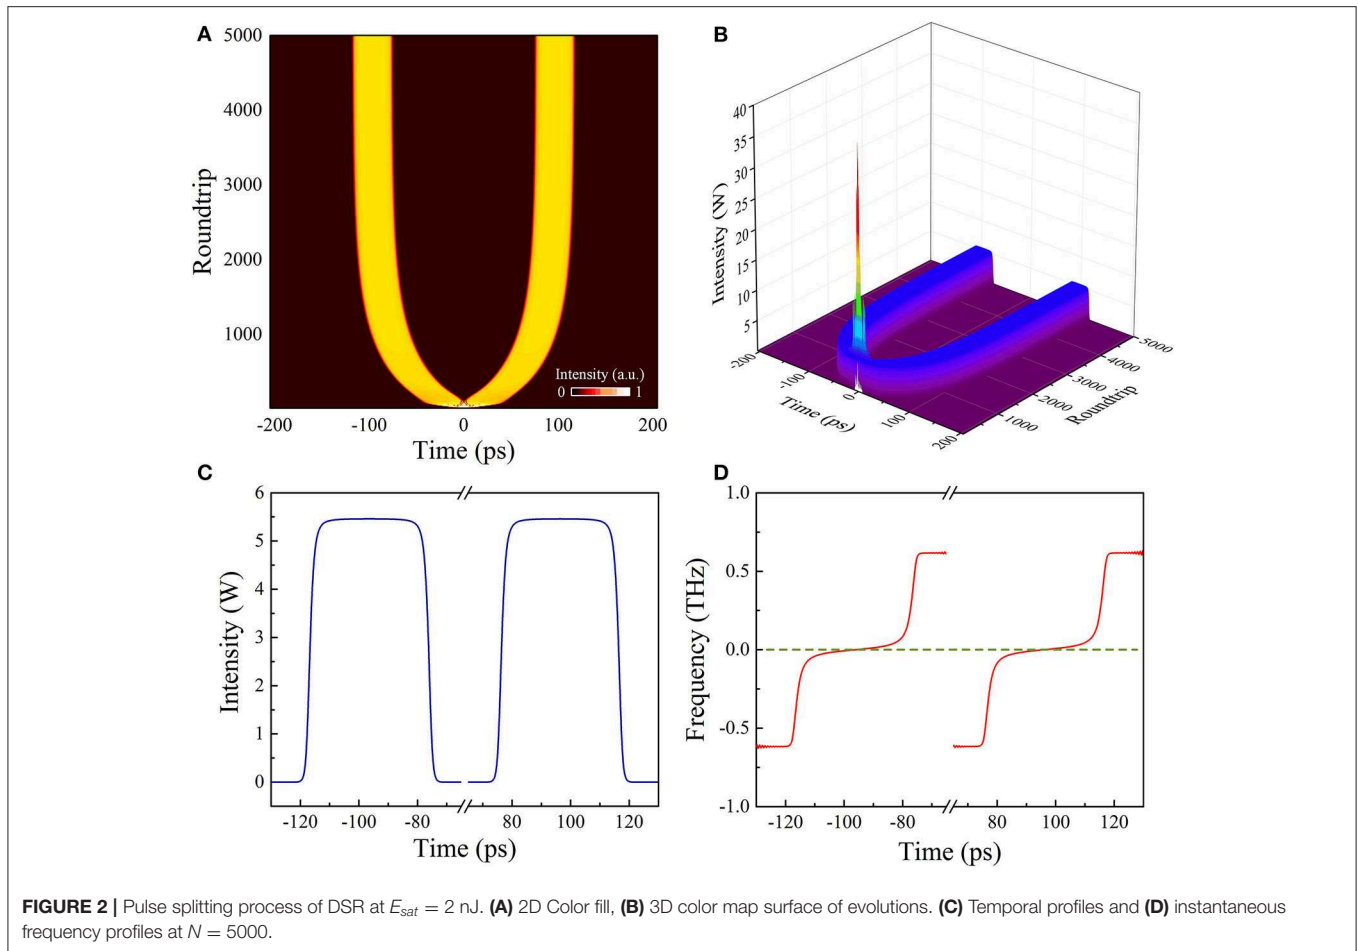 A
5000
4000
3000
2000
1000
Roundtrip
Intensity (a.u.)
0 1
-200 -100 0 100 200
Time (ps)
B
40
35
30
25
20
15
10
5
Intensity (W)
-200
-100
0
100
200
Time (ps)
5000
4000
3000
2000
1000
Roundtrip
C
6
5
4
3
2
1
0
Intensity (W)
-120 -100 -80 80 100 120
Time (ps)
D
1.0
0.5
0.0
-0.5
-1.0
Frequency (THz)
-120 -100 -80 80 100 120
Time (ps)
FIGURE 2 | Pulse splitting process of DSR at Esat = 2 nJ. (A) 2D Color fill, (B) 3D color map surface of evolutions. (C) Temporal profiles and (D) instantaneous
frequency profiles at N = 5000.